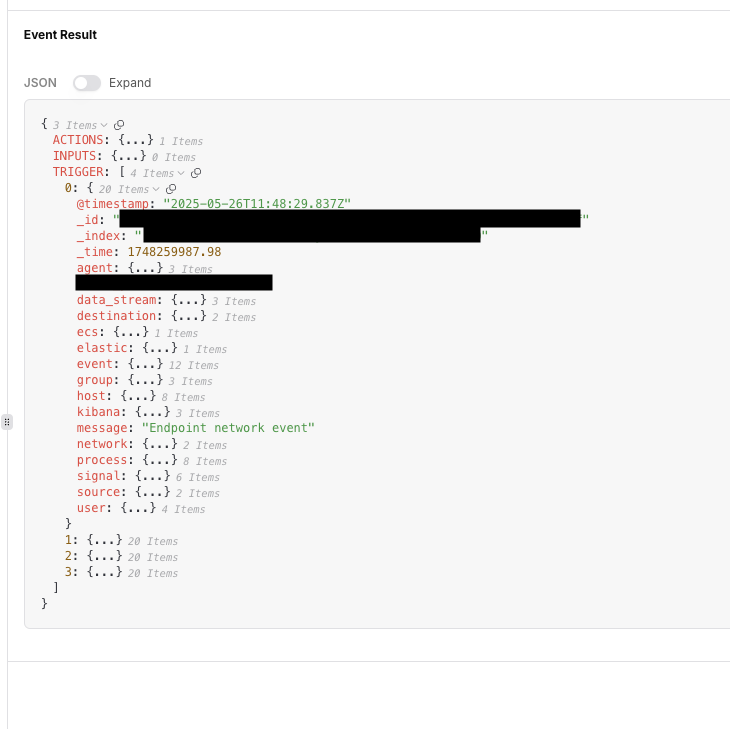 Event Result
JSON Expand
{ 3 Items
ACTIONS: {...} 1 Items
INPUTS: {...} 0 Items
TRIGGER: [ 4 Items
0: { 20 Items
@timestamp: "2025-05-26T11:48:29.837Z"
_id: " "
_index: " "
_time: 1748259987.98
agent: {...} 3 Items
data_stream: {...} 3 Items
destination: {...} 2 Items
ecs: {...} 1 Items
elastic: {...} 1 Items
event: {...} 12 Items
group: {...} 3 Items
host: {...} 8 Items
kibana: {...} 3 Items
message: "Endpoint network event"
network: {...} 2 Items
process: {...} 8 Items
signal: {...} 6 Items
source: {...} 2 Items
user: {...} 4 Items
}
1: {...} 20 Items
2: {...} 20 Items
3: {...} 20 Items
]
}